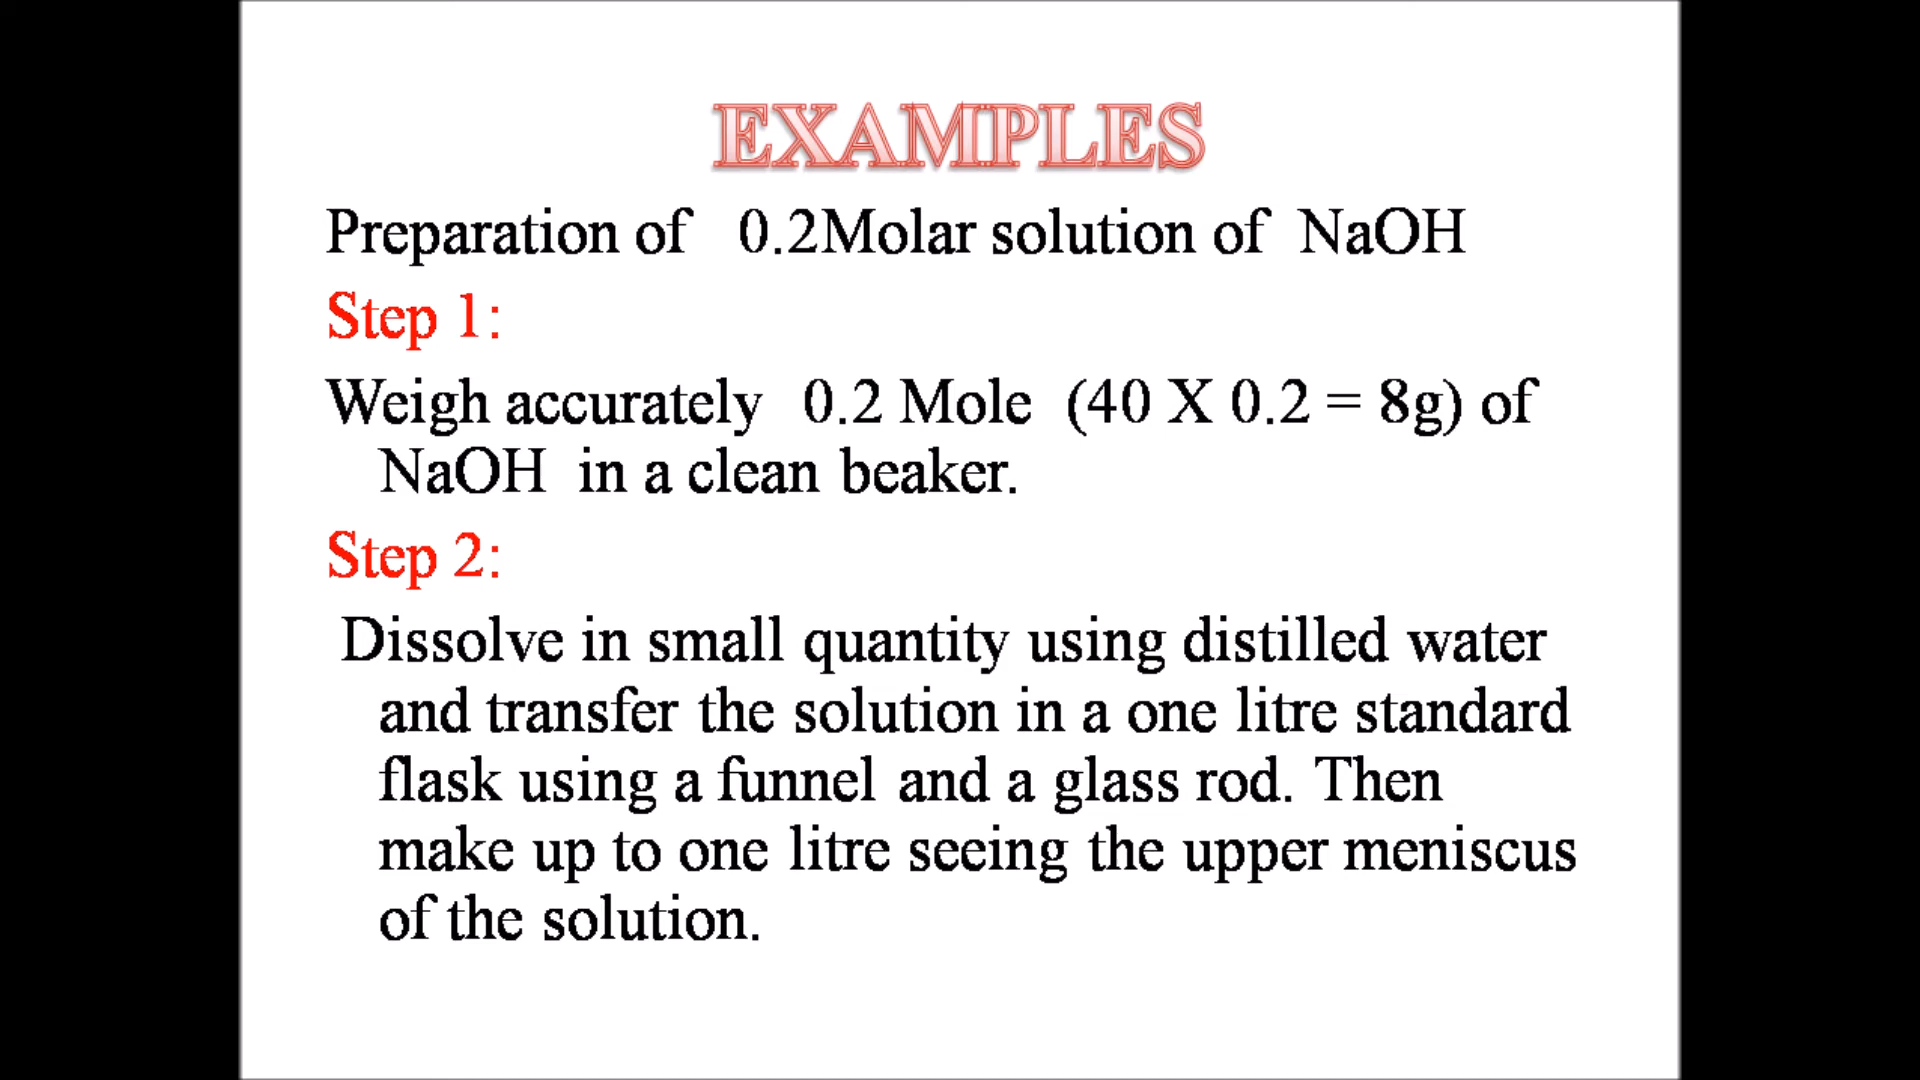 EXAMPLES
Preparation of 0.2Molar solution of NaOH
Step 1:
Weigh accurately 0.2 Mole (40 X 0.2 = 8g) of
NaOH in a clean beaker.
Step 2:
Dissolve in small quantity using distilled water
and transfer the solution in a one litre standard
flask using a funnel and a glass rod. Then
make up to one litre seeing the upper meniscus
of the solution.